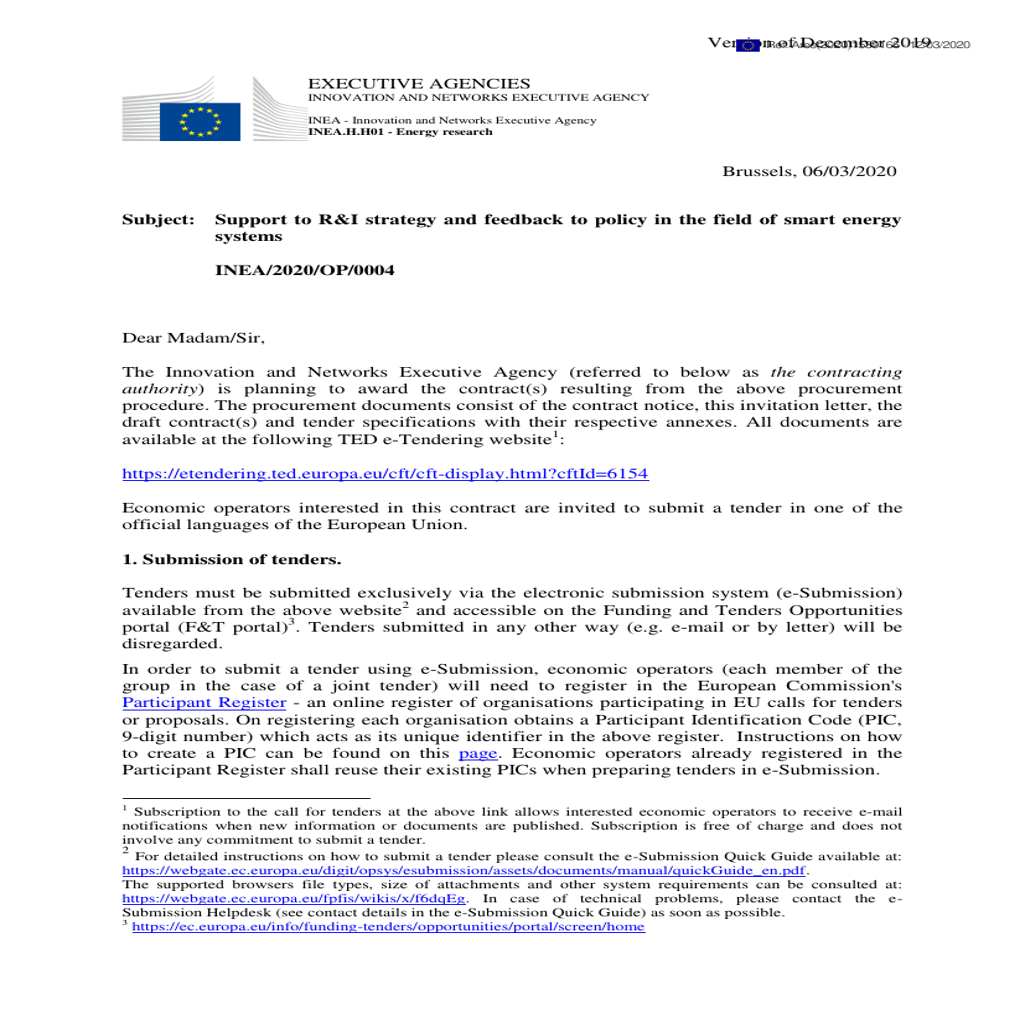 Version of December 2019
12/03/2020
EXECUTIVE AGENCIES
INNOVATION AND NETWORKS EXECUTIVE AGENCY
INEA - Innovation and Networks Executive Agency
INEA.H.H01 - Energy research
Brussels, 06/03/2020
Subject: Support to R&I strategy and feedback to policy in the field of smart energy
systems
INEA/2020/OP/0004
Dear Madam/Sir,
The Innovation and Networks Executive Agency (referred to below as the contracting
authority) is planning to award the contract(s) resulting from the above procurement
procedure. The procurement documents consist of the contract notice, this invitation letter, the
draft contract(s) and tender specifications with their respective annexes. All documents are
available at the following TED e-Tendering website1:
https://etendering.ted.europa.eu/cft/cft-display.html?cftId=6154
Economic operators interested in this contract are invited to submit a tender in one of the
official languages of the European Union.
1. Submission of tenders.
Tenders must be submitted exclusively via the electronic submission system (e-Submission)
available from the above website2 and accessible on the Funding and Tenders Opportunities
portal (F&T portal)3. Tenders submitted in any other way (e.g. e-mail or by letter) will be
disregarded.
In order to submit a tender using e-Submission, economic operators (each member of the
group in the case of a joint tender) will need to register in the European Commission's
Participant Register - an online register of organisations participating in EU calls for tenders
or proposals. On registering each organisation obtains a Participant Identification Code (PIC,
9-digit number) which acts as its unique identifier in the above register. Instructions on how
to create a PIC can be found on this page. Economic operators already registered in the
Participant Register shall reuse their existing PICs when preparing tenders in e-Submission.
1 Subscription to the call for tenders at the above link allows interested economic operators to receive e-mail
notifications when new information or documents are published. Subscription is free of charge and does not
involve any commitment to submit a tender.
2 For detailed instructions on how to submit a tender please consult the e-Submission Quick Guide available at:
https://webgate.ec.europa.eu/digit/opsys/esubmission/assets/documents/manual/quickGuide_en.pdf.
The supported browsers file types, size of attachments and other system requirements can be consulted at:
https://webgate.ec.europa.eu/fpfis/wikis/x/f6dqEg. In case of technical problems, please contact the e-
Submission Helpdesk (see contact details in the e-Submission Quick Guide) as soon as possible.
3 https://ec.europa.eu/info/funding-tenders/opportunities/portal/screen/home